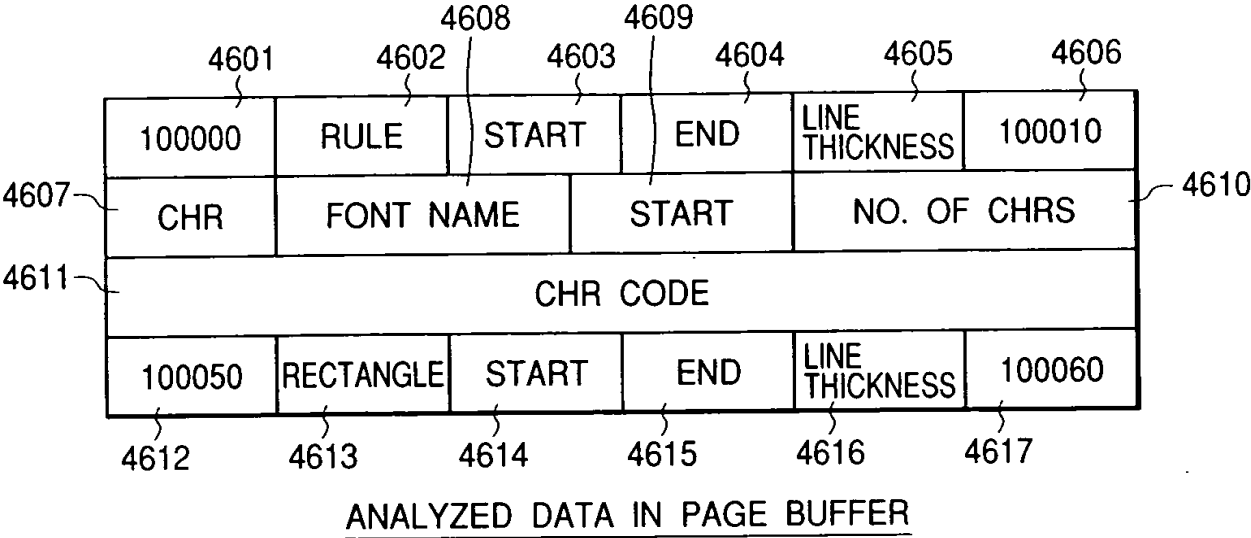 4608 4609
4601 4602 4603 4604 4605 4606
100000 RULE START END LINE THICKNESS 100010
4607 CHR FONT NAME START NO. OF CHRS 4610
4611 CHR CODE
100050 RECTANGLE START END LINE THICKNESS 100060
4612 4613 4614 4615 4616 4617
ANALYZED DATA IN PAGE BUFFER